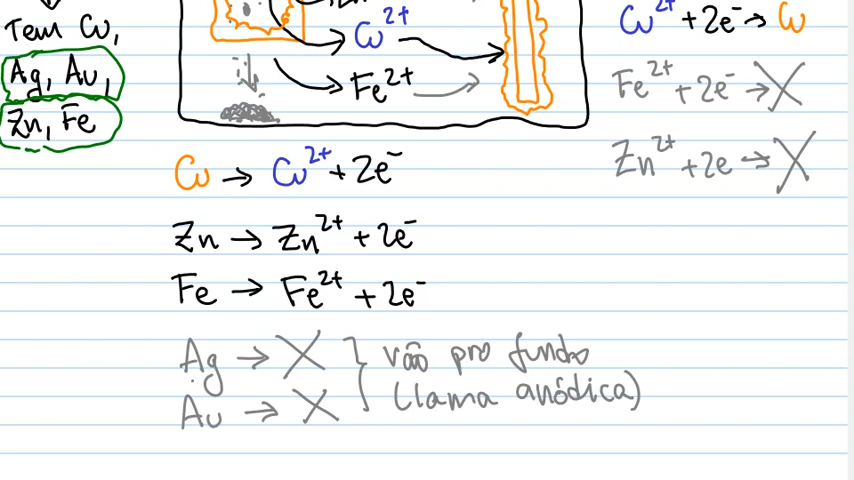 Tem Cu,
Ag, Au,
Zn, Fe
Cu²⁺
Fe²⁺
Cu²⁺ + 2e⁻ → Cu
Fe²⁺ + 2e⁻ → X
Zn²⁺ + 2e → X
Cu → Cu²⁺ + 2e⁻
Zn → Zn²⁺ + 2e⁻
Fe → Fe²⁺ + 2e⁻
Ag → X } vão pro fundo
Au → X (lama anódica)